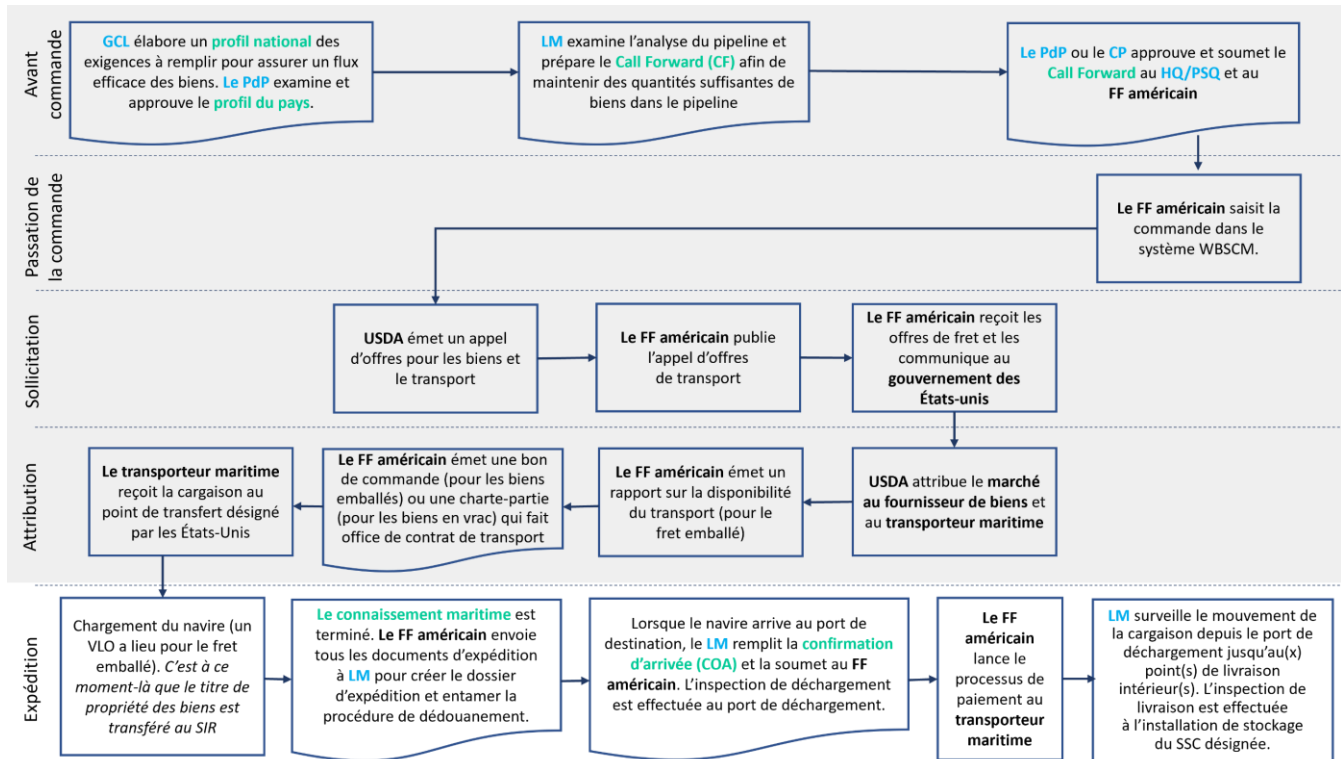 Avant
commande
GCL élabore un profil national des
exigences à remplir pour assurer un flux
efficace des biens. Le PdP examine et
approuve le profil du pays.
LM examine l'analyse du pipeline et
prépare le Call Forward (CF) afin de
maintenir des quantités suffisantes de
biens dans le pipeline
Le PdP ou le CP approuve et soumet le
Call Forward au HQ/PSQ et au
FF américain
Passation de
la commande
Le FF américain saisit la
commande dans le
système WBSCM.
Sollicitation
USDA émet un appel
d'offres pour les biens et
le transport
Le FF américain publie
l'appel d'offres
de transport
Le FF américain reçoit les
offres de fret et les
communique au
gouvernement des
États-unis
Attribution
Le transporteur maritime
reçoit la cargaison au
point de transfert désigné
par les États-Unis
Le FF américain émet une bon
de commande (pour les biens
emballés) ou une charte-partie
(pour les biens en vrac) qui fait
office de contrat de transport
Le FF américain émet un
rapport sur la disponibilité
du transport (pour le
fret emballé)
USDA attribue le marché
au fournisseur de biens et
au transporteur maritime
Expédition
Chargement du navire (un
VLO a lieu pour le fret
emballé). C'est à ce
moment-là que le titre de
propriété des biens est
transféré au SIR
Le connaissement maritime est
terminé. Le FF américain envoie
tous les documents d'expédition
à LM pour créer le dossier
d'expédition et entamer la
procédure de dédouanement.
Lorsque le navire arrive au port de
destination, le LM remplit la confirmation
d'arrivée (COA) et la soumet au FF
américain. L'inspection de déchargement
est effectuée au port de déchargement.
Le FF
américain
lance le
processus de
paiement au
transporteur
maritime
LM surveille le mouvement de
la cargaison depuis le port de
déchargement jusqu'au(x)
point(s) de livraison
intérieur(s). L'inspection de
livraison est effectuée
à l'installation de stockage
du SSC désignée.